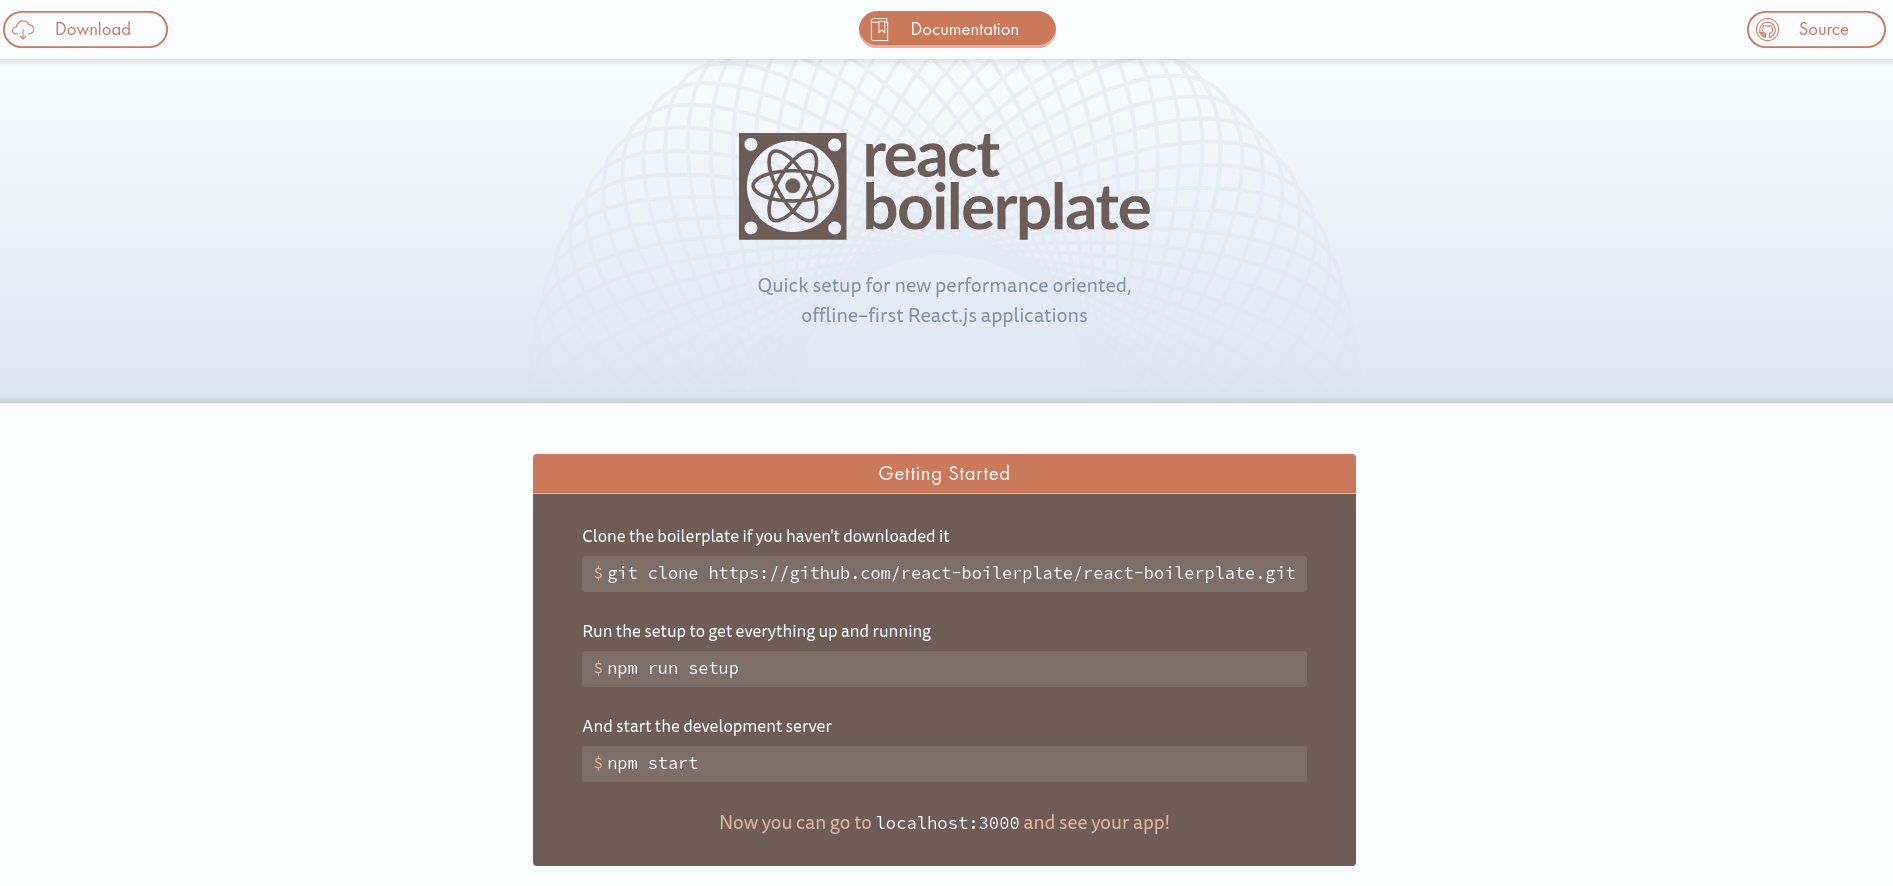 Download
Documentation
Source
react
boilerplate
Quick setup for new performance oriented,
offline-first React.js applications
Getting Started
Clone the boilerplate if you haven't downloaded it
$ git clone https://github.com/react-boilerplate/react-boilerplate.git
Run the setup to get everything up and running
$ npm run setup
And start the development server
$ npm start
Now you can go to localhost:3000 and see your app!